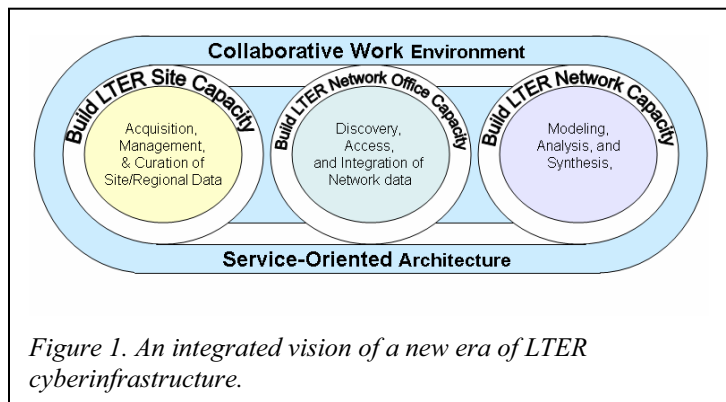 Collaborative Work Environment
Build LTER Site Capacity
Acquisition,
Management,
& Curation of
Site/Regional Data
Build LTER Network Office Capacity
Discovery,
Access,
and Integration of
Network data
Build LTER Network Capacity
Modeling,
Analysis, and
Synthesis,
Service-Oriented Architecture
Figure 1. An integrated vision of a new era of LTER
cyberinfrastructure.